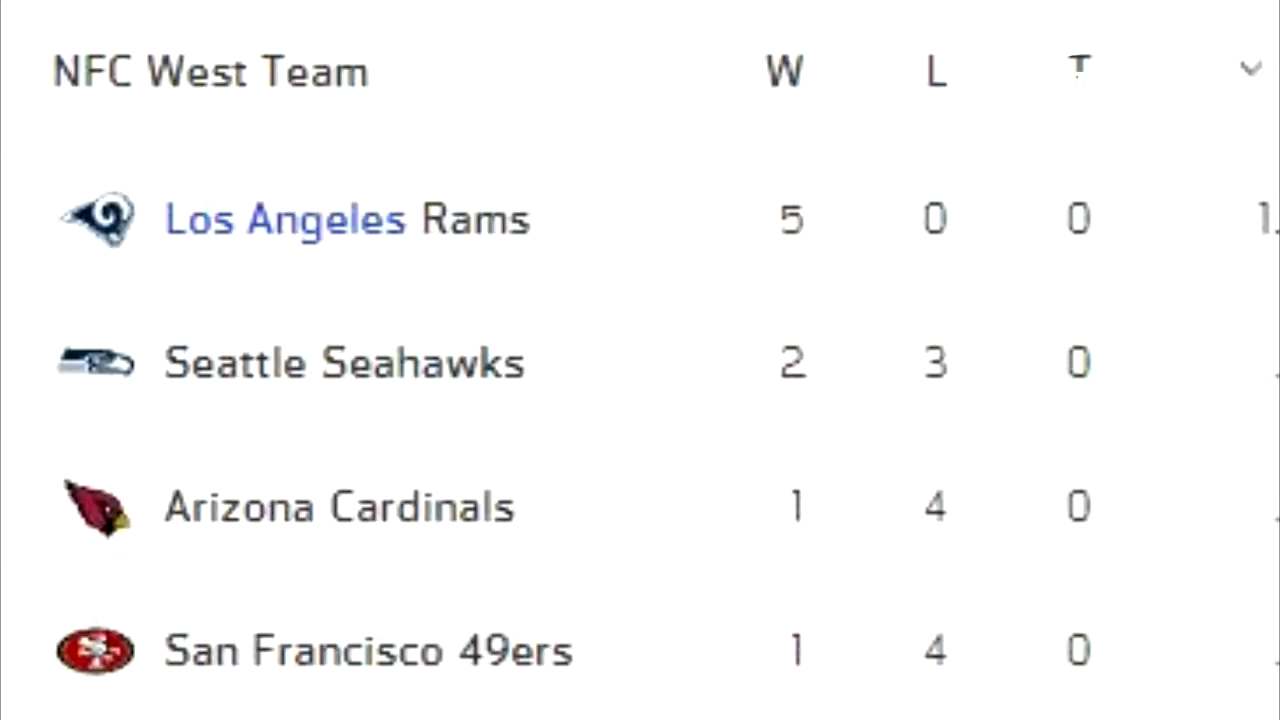 NFC West Team W L T
Los Angeles Rams 5 0 0 1.
Seattle Seahawks 2 3 0 .
Arizona Cardinals 1 4 0 .
San Francisco 49ers 1 4 0 .